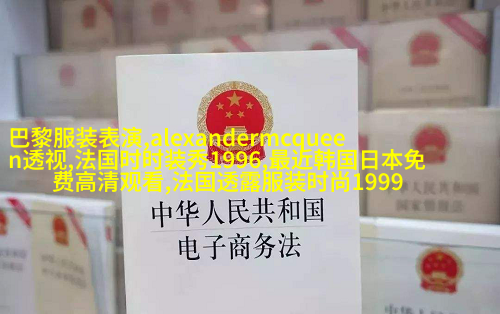 巴黎服装表演,alexandermcquee
n透视,法国时时装秀1996,最近韩国日本免
费高清观看,法国透露服装时尚1999
中华人民共和国
电子商务法